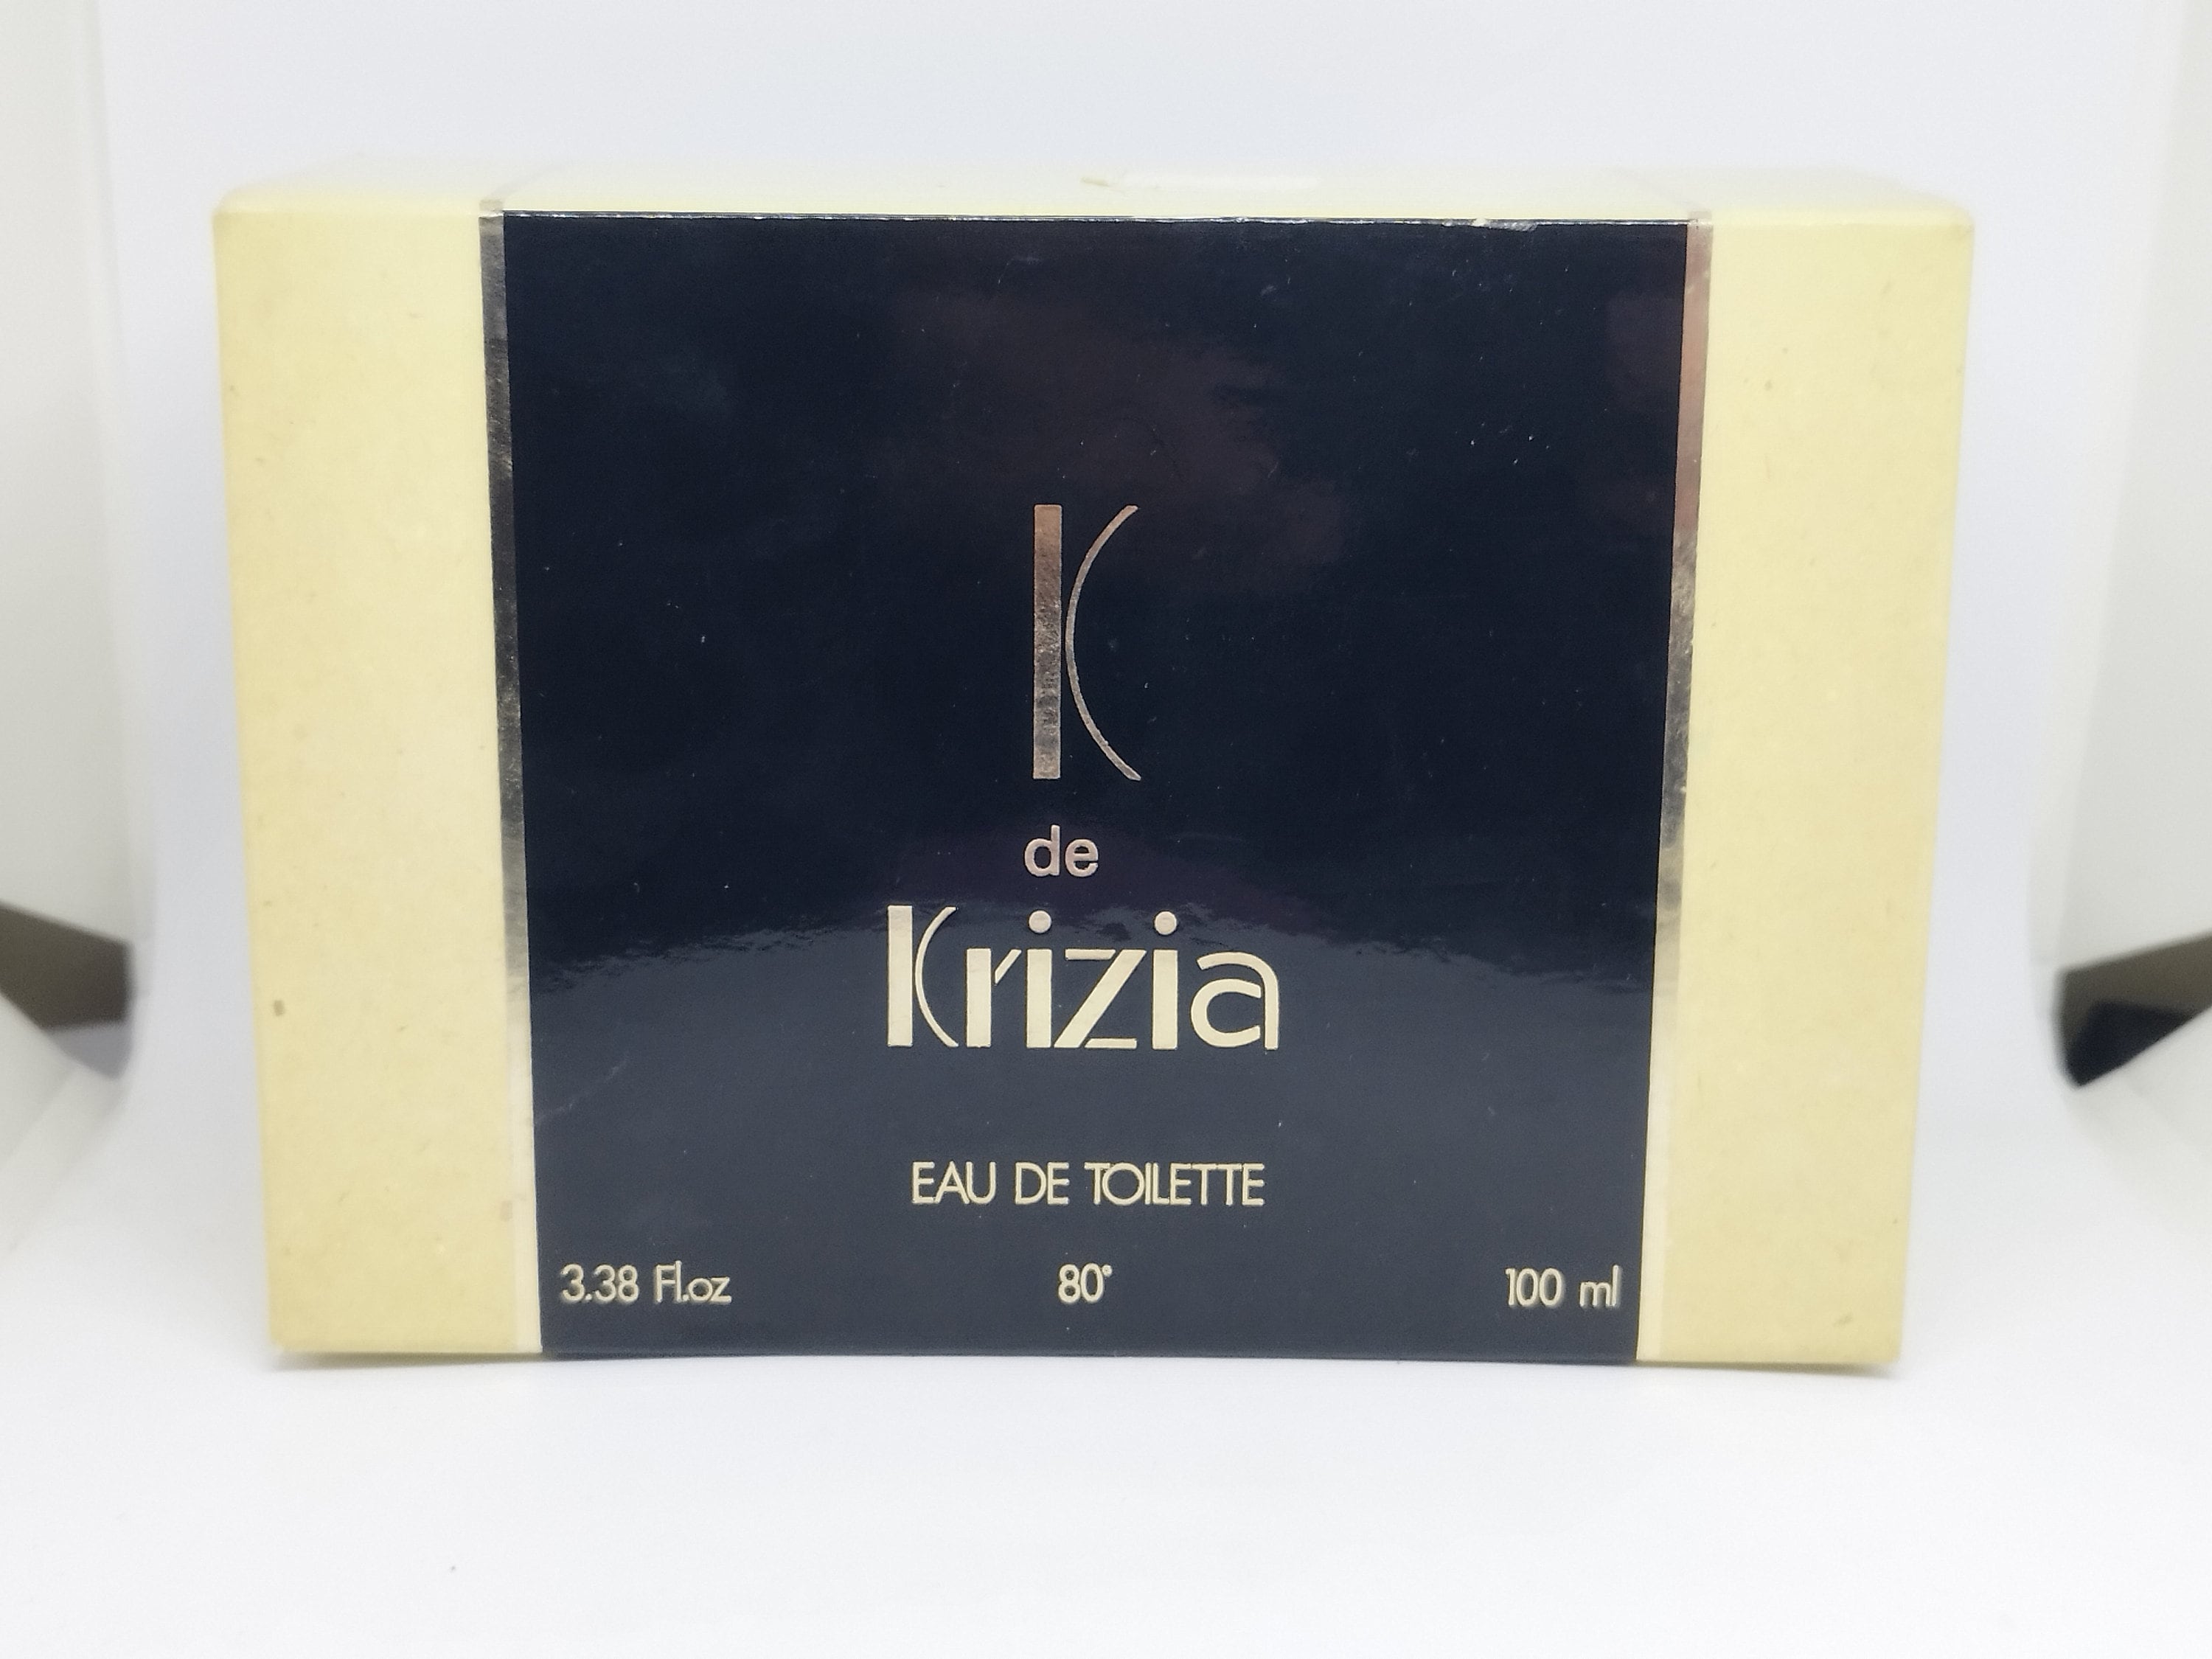 K
de
Krizia
EAU DE TOILETTE
3.38 Fl.oz 80° 100 ml